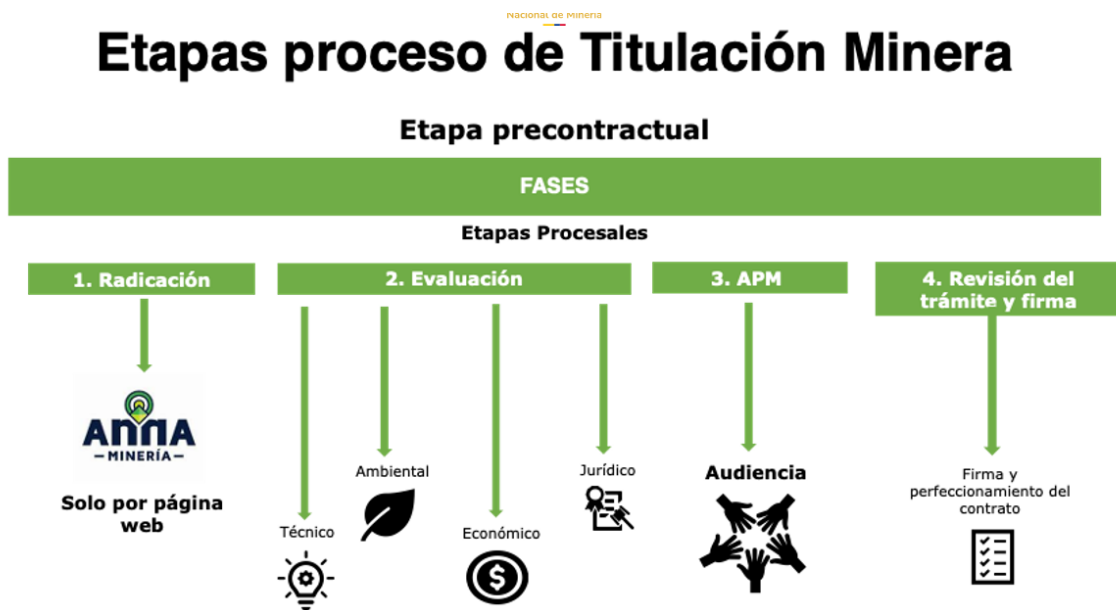 Nacional de Minería
Etapas proceso de Titulación Minera
Etapa precontractual
FASES
Etapas Procesales
1. Radicación
2. Evaluación
3. APM
4. Revisión del
trámite y firma
ANNA
—MINERÍA—
Solo por página
web
Técnico
Ambiental
Económico
$
Jurídico
Audiencia
Firma y
perfeccionamiento del
contrato